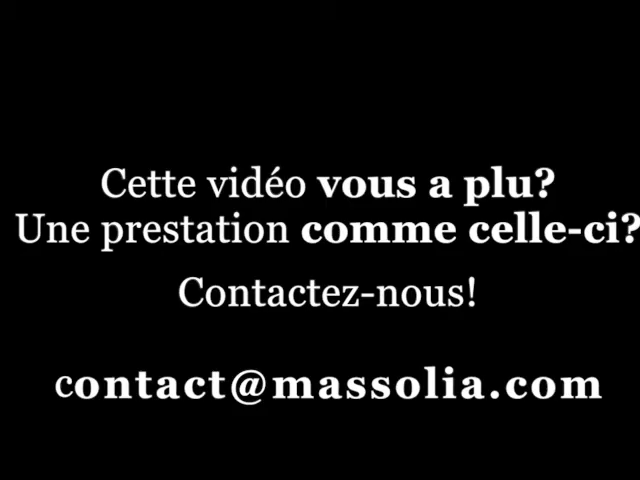 Cette vidéo vous a plu?
Une prestation comme celle-ci?
Contactez-nous!
contact@massolia.com